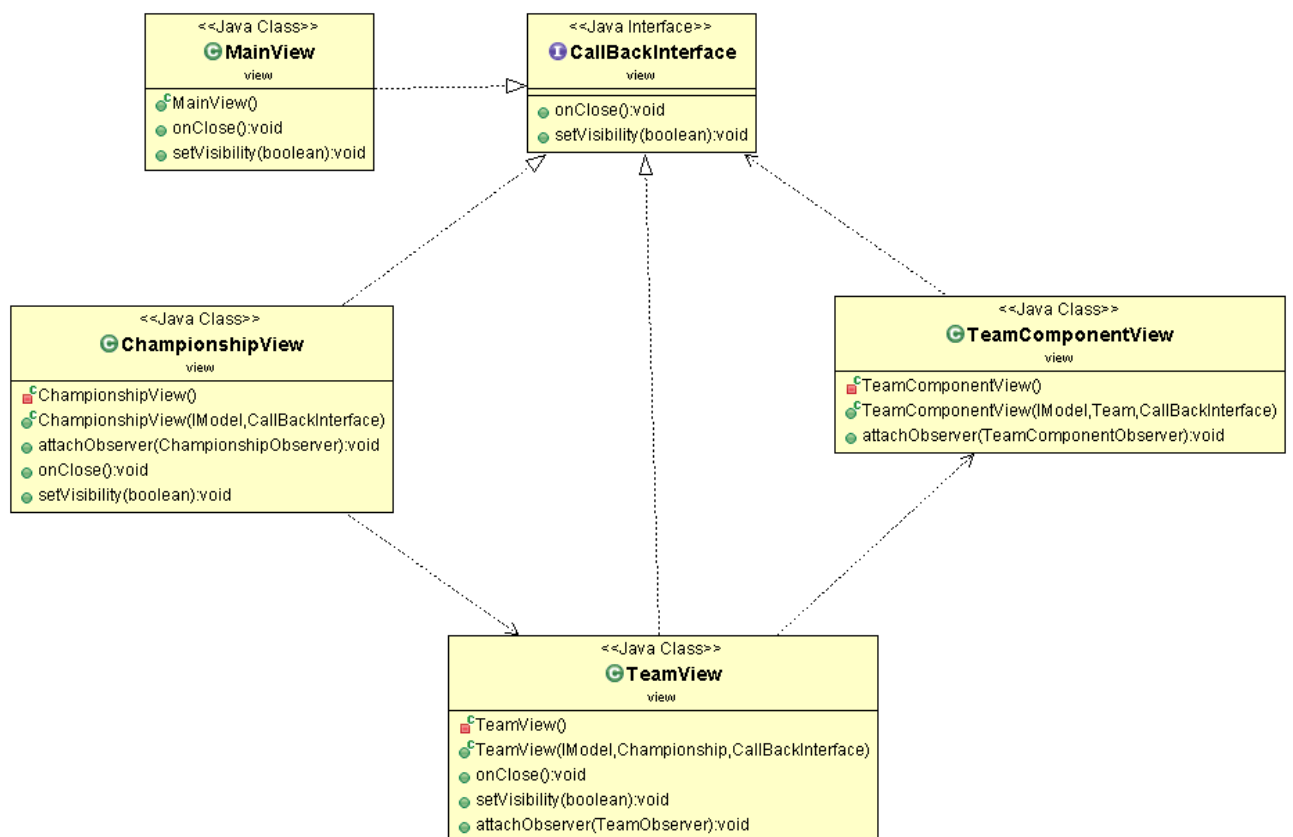 <<Java Class>>
MainView
view
MainView()
onClose():void
setVisibility(boolean):void
<<Java Interface>>
CallBackInterface
view
onClose():void
setVisibility(boolean):void
<<Java Class>>
ChampionshipView
view
ChampionshipView()
ChampionshipView(IModel,CallBackInterface)
attachObserver(ChampionshipObserver):void
onClose():void
setVisibility(boolean):void
<<Java Class>>
TeamComponentView
view
TeamComponentView()
TeamComponentView(IModel,Team,CallBackInterface)
attachObserver(TeamComponentObserver):void
<<Java Class>>
TeamView
view
TeamView()
TeamView(IModel,Championship,CallBackInterface)
onClose():void
setVisibility(boolean):void
attachObserver(TeamObserver):void